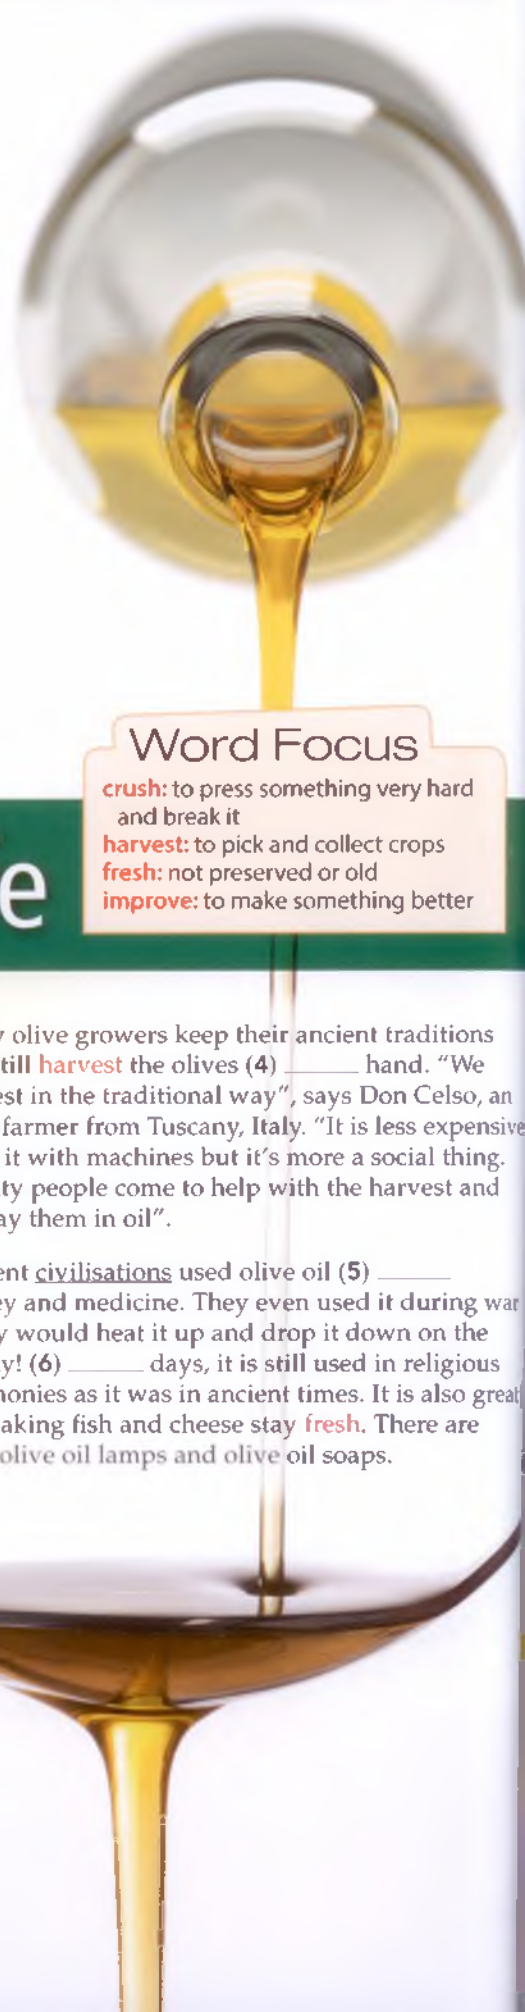 Word Focus
crush: to press something very hard
and break it
harvest: to pick and collect crops
fresh: not preserved or old
improve: to make something better
e
y olive growers keep their ancient traditions
till harvest the olives (4) ______ hand. "We
est in the traditional way", says Don Celso, an
farmer from Tuscany, Italy. "It is less expensive
it with machines but it's more a social thing.
ty people come to help with the harvest and
ay them in oil".
ent civilisations used olive oil (5) ______
ey and medicine. They even used it during war
y would heat it up and drop it down on the
y! (6) ______ days, it is still used in religious
monies as it was in ancient times. It is also great
aking fish and cheese stay fresh. There are
olive oil lamps and olive oil soaps.